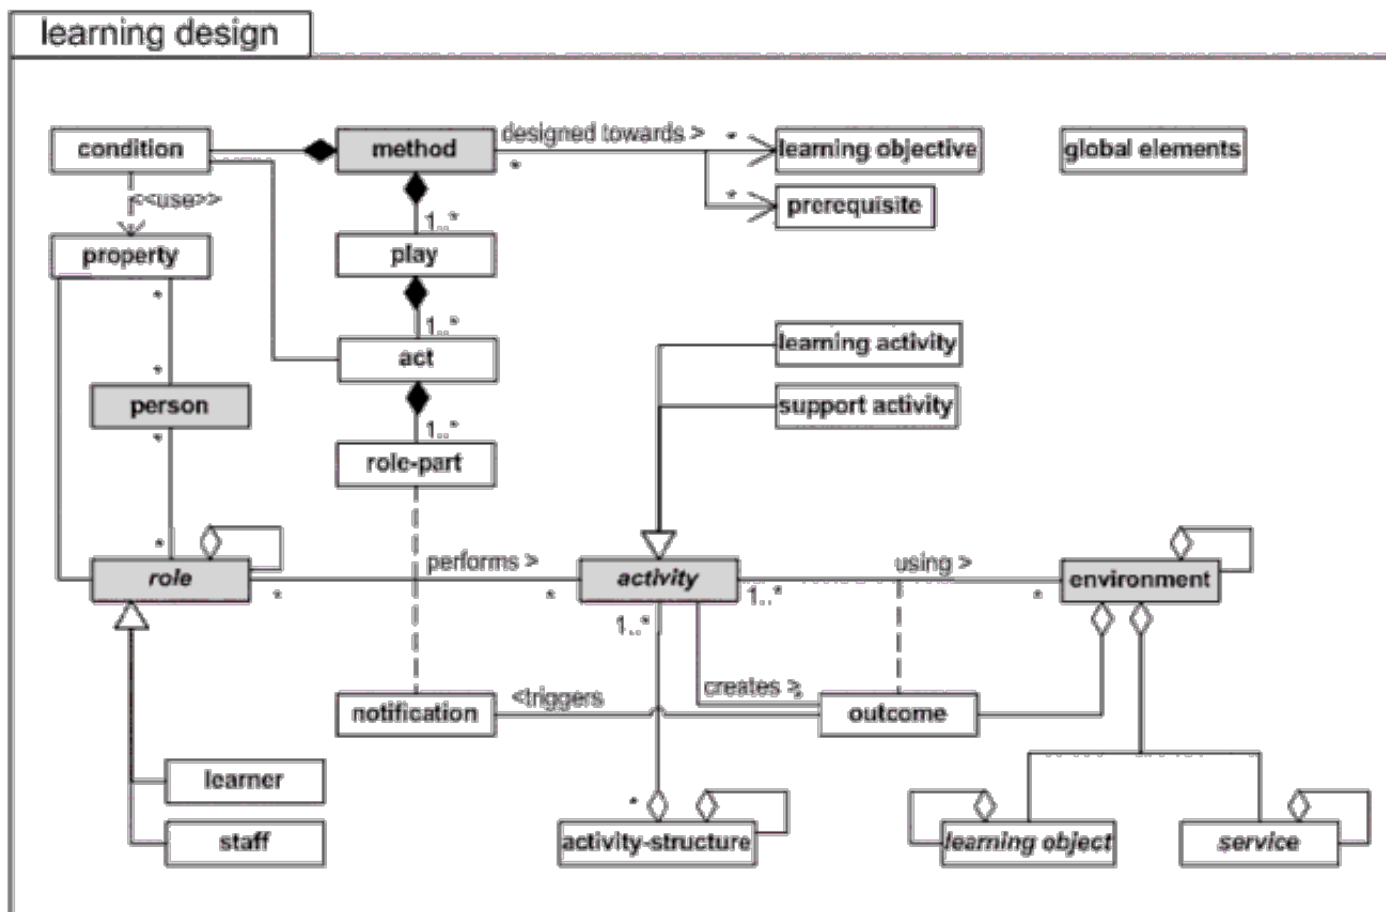 learning design
condition
method
designed towards >
*
*
learning objective
global elements
<<use>>
*
prerequisite
1..*
property
play
*
1..*
learning activity
act
*
person
support activity
*
1..*
role-part
*
performs >
using >
role
activity
environment
*
*
1..*
*
1..*
creates >
<triggers
notification
outcome
learner
*
staff
activity-structure
learning object
service